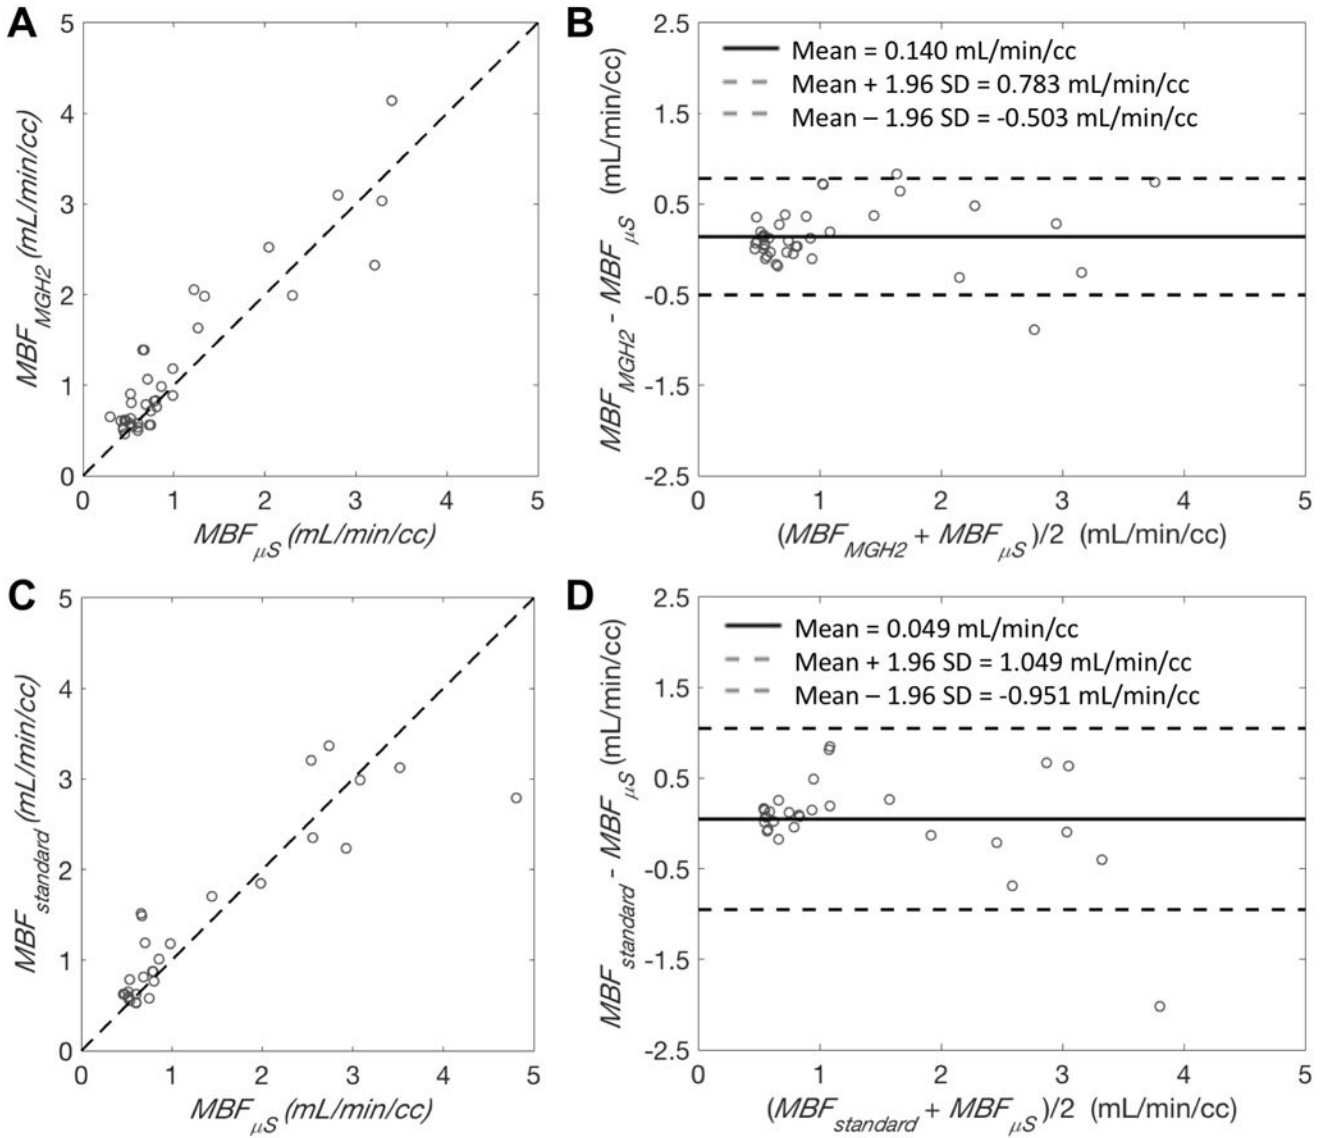 A
5
4
3
2
1
0
0 1 2 3 4 5
MBF_MGH2 (mL/min/cc)
MBF_μS (mL/min/cc)
B
2.5
1.5
0.5
-0.5
-1.5
-2.5
0 1 2 3 4 5
MBF_MGH2 - MBF_μS (mL/min/cc)
Mean = 0.140 mL/min/cc
Mean + 1.96 SD = 0.783 mL/min/cc
Mean – 1.96 SD = -0.503 mL/min/cc
(MBF_MGH2 + MBF_μS)/2 (mL/min/cc)
C
5
4
3
2
1
0
0 1 2 3 4 5
MBF_standard (mL/min/cc)
MBF_μS (mL/min/cc)
D
2.5
1.5
0.5
-0.5
-1.5
-2.5
0 1 2 3 4 5
MBF_standard - MBF_μS (mL/min/cc)
Mean = 0.049 mL/min/cc
Mean + 1.96 SD = 1.049 mL/min/cc
Mean – 1.96 SD = -0.951 mL/min/cc
(MBF_standard + MBF_μS)/2 (mL/min/cc)